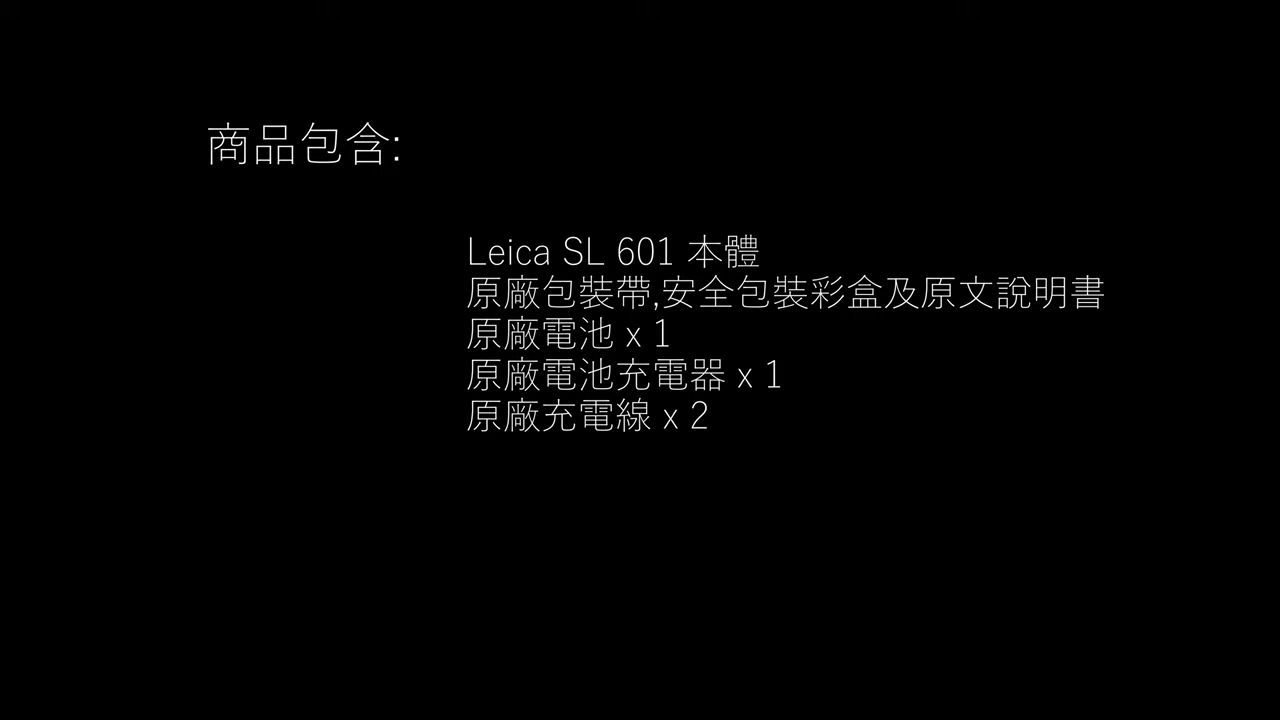 商品包含:
Leica SL 601 本體
原廠包裝帶,安全包裝彩盒及原文說明書
原廠電池 x 1
原廠電池充電器 x 1
原廠充電線 x 2